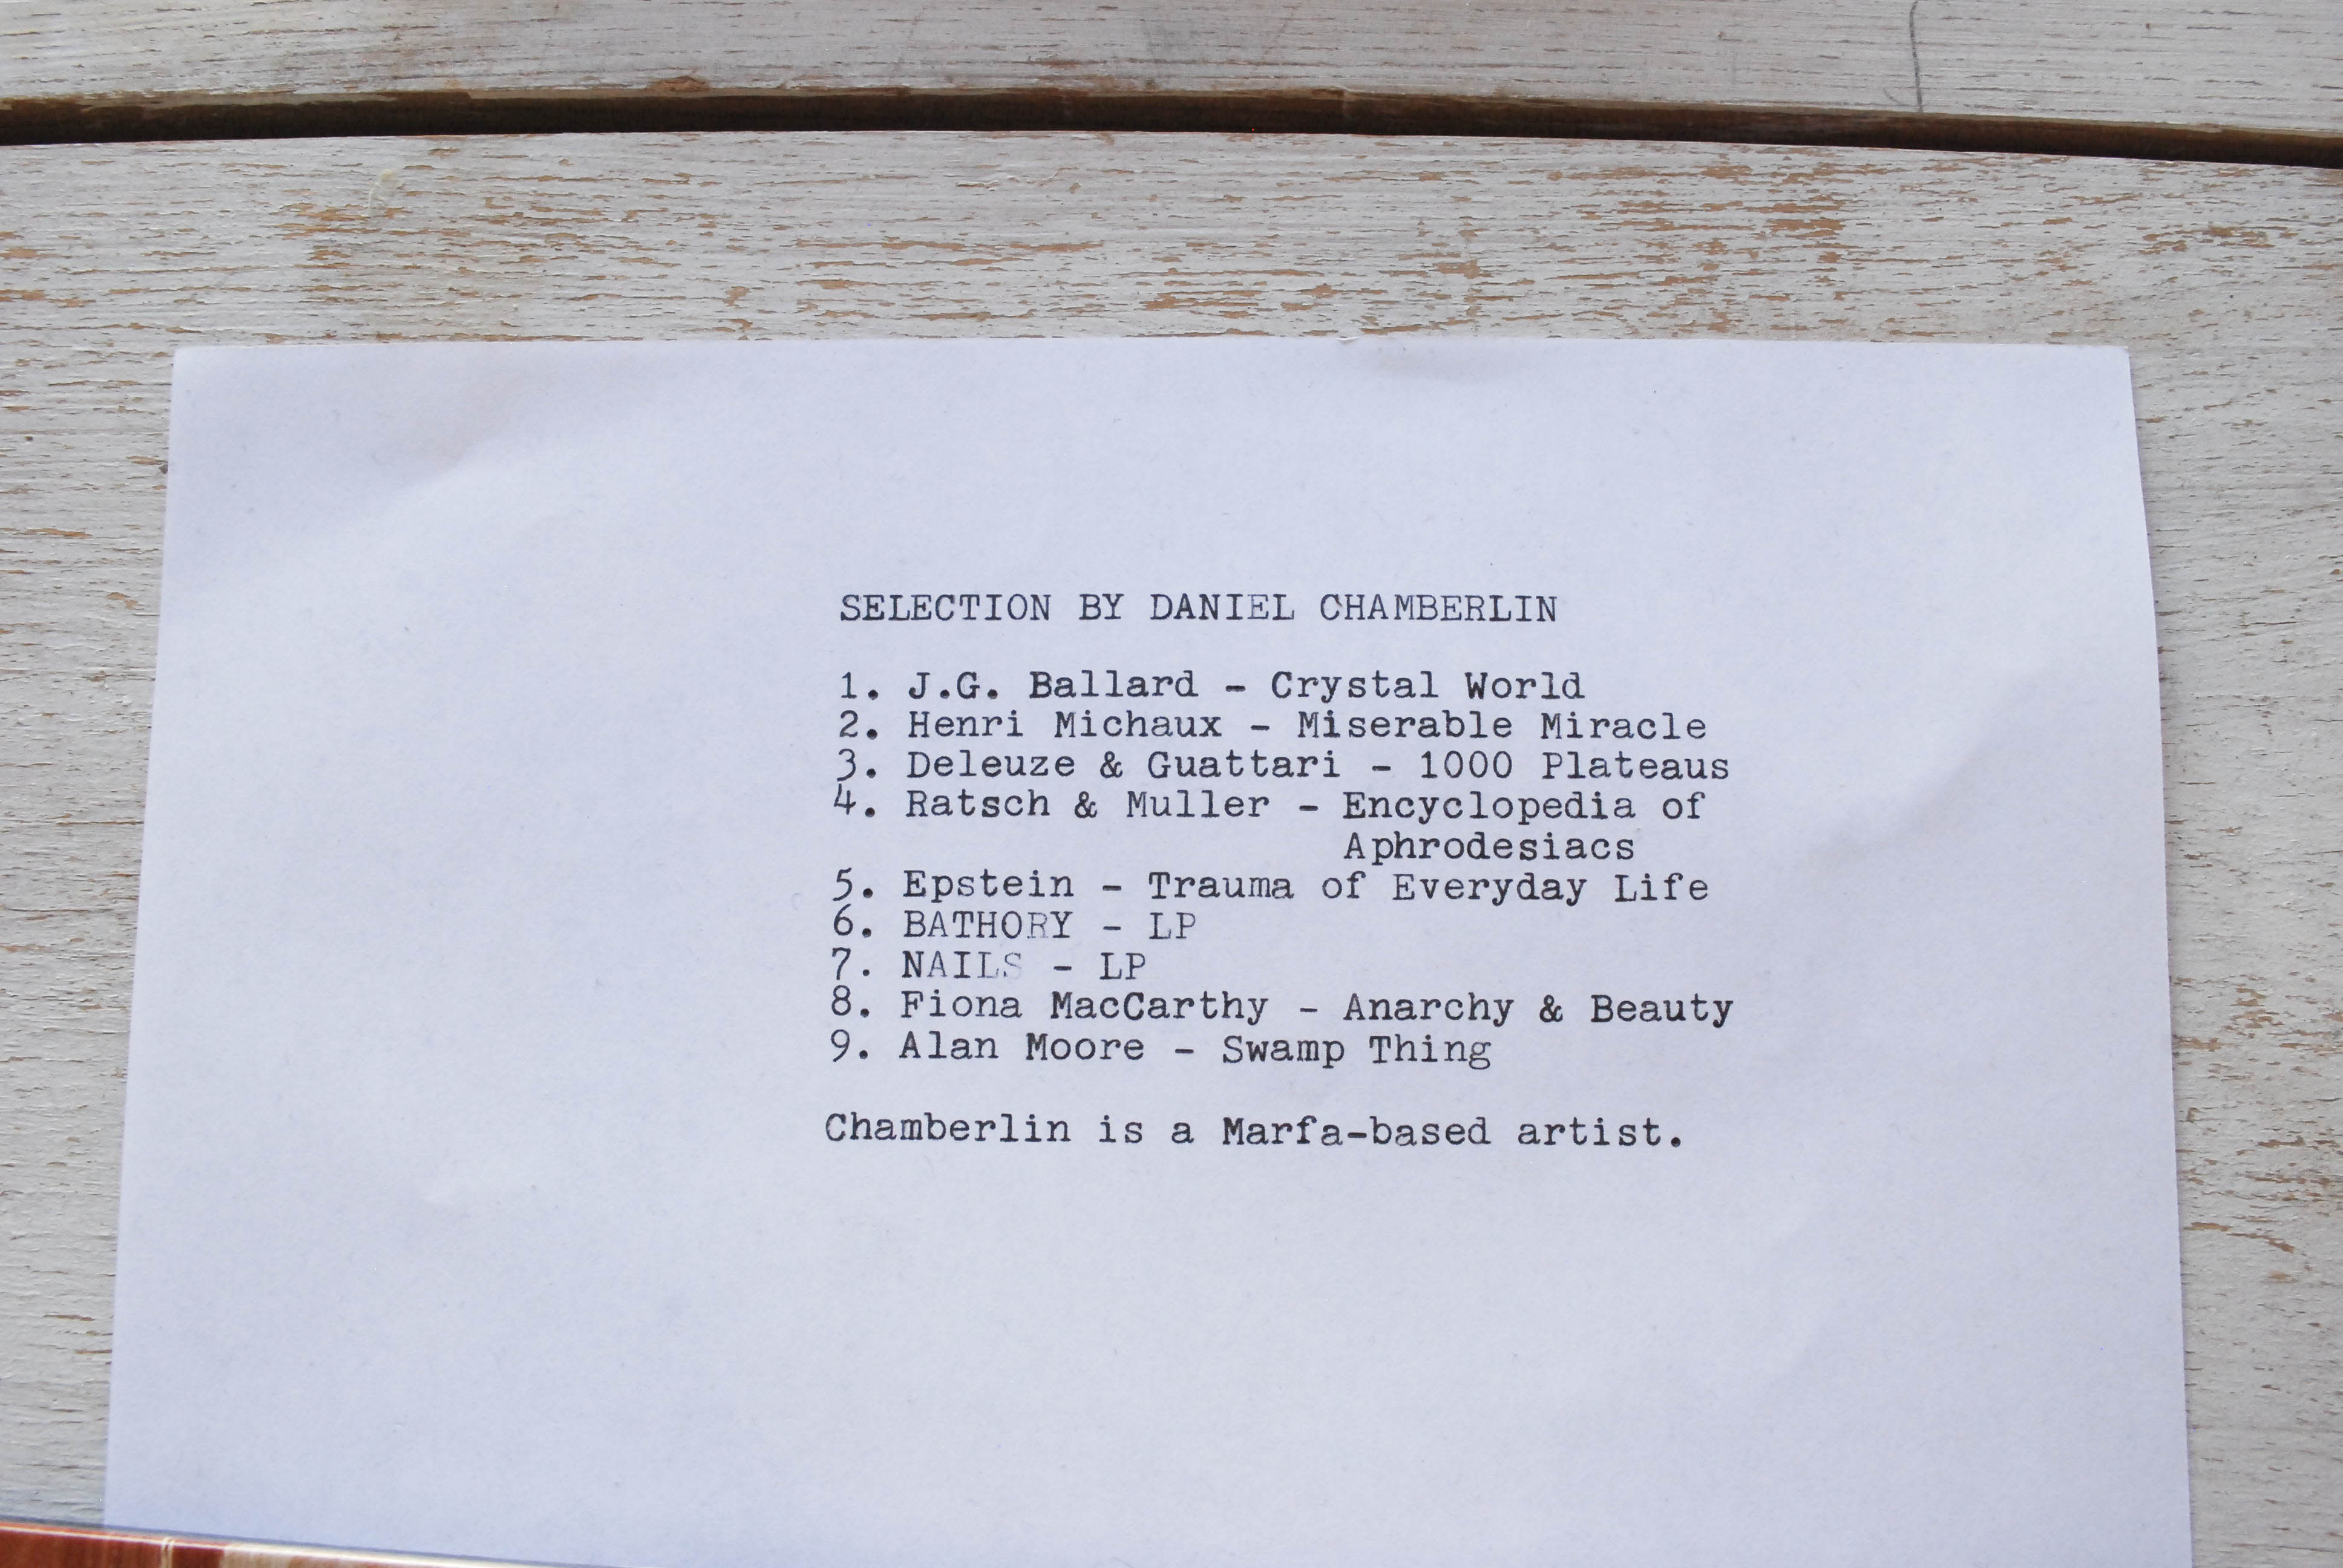 SELECTION BY DANIEL CHAMBERLIN
1. J.G. Ballard - Crystal World
2. Henri Michaux - Miserable Miracle
3. Deleuze & Guattari - 1000 Plateaus
4. Ratsch & Muller - Encyclopedia of
Aphrodesiacs
5. Epstein - Trauma of Everyday Life
6. BATHORY - LP
7. NAILS - LP
8. Fiona MacCarthy - Anarchy & Beauty
9. Alan Moore - Swamp Thing
Chamberlin is a Marfa-based artist.